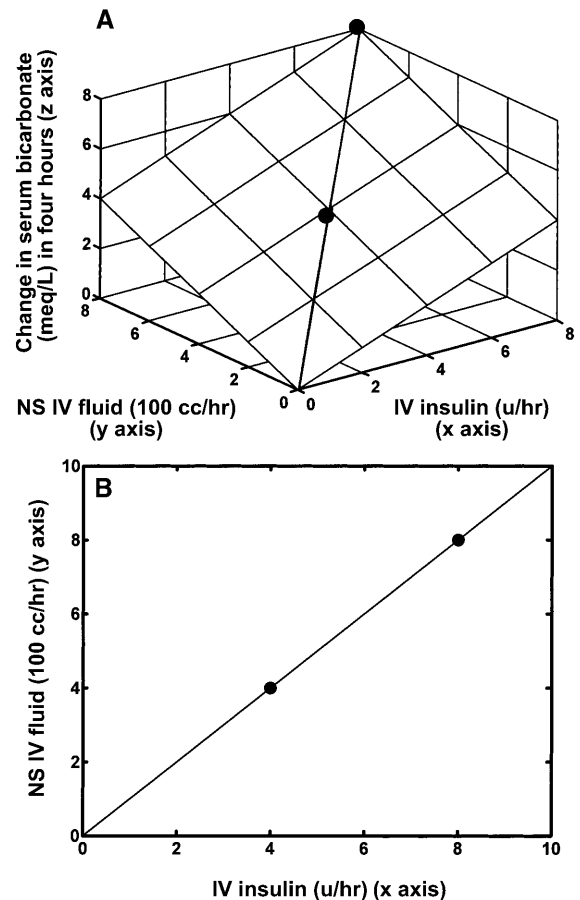 A
Change in serum bicarbonate
(meq/L) in four hours (z axis)
8
6
4
2
0
8
6
4
2
0
0
2
4
6
8
NS IV fluid (100 cc/hr)
(y axis)
IV insulin (u/hr)
(x axis)
B
NS IV fluid (100 cc/hr) (y axis)
10
8
6
4
2
0
0
2
4
6
8
10
IV insulin (u/hr) (x axis)